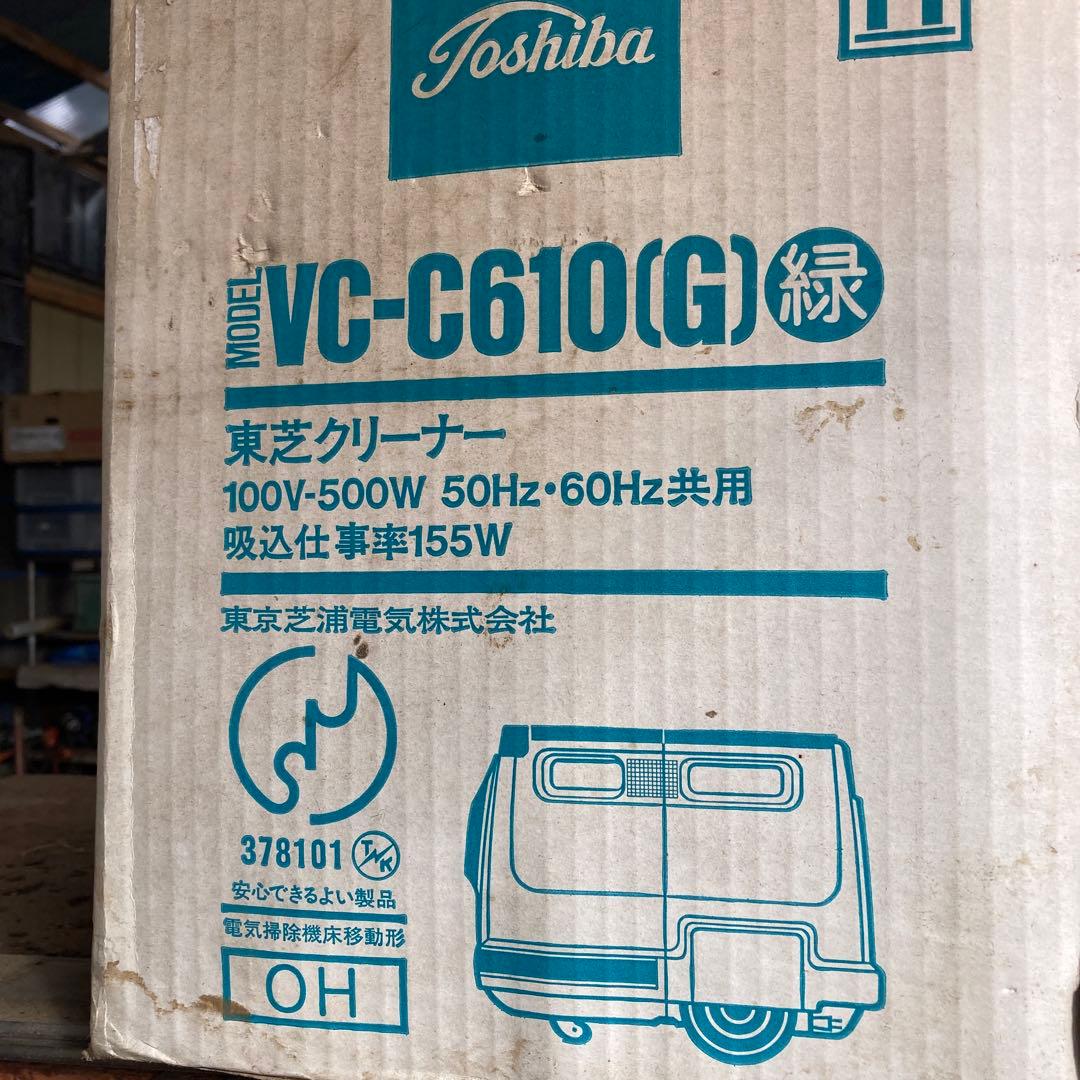 Toshiba
MODEL VC-C610(G) 緑
東芝クリーナー
100V-500W 50Hz・60Hz共用
吸込仕事率155W
東京芝浦電気株式会社
378101
安心できるよい製品
電気掃除機床移動形
OH